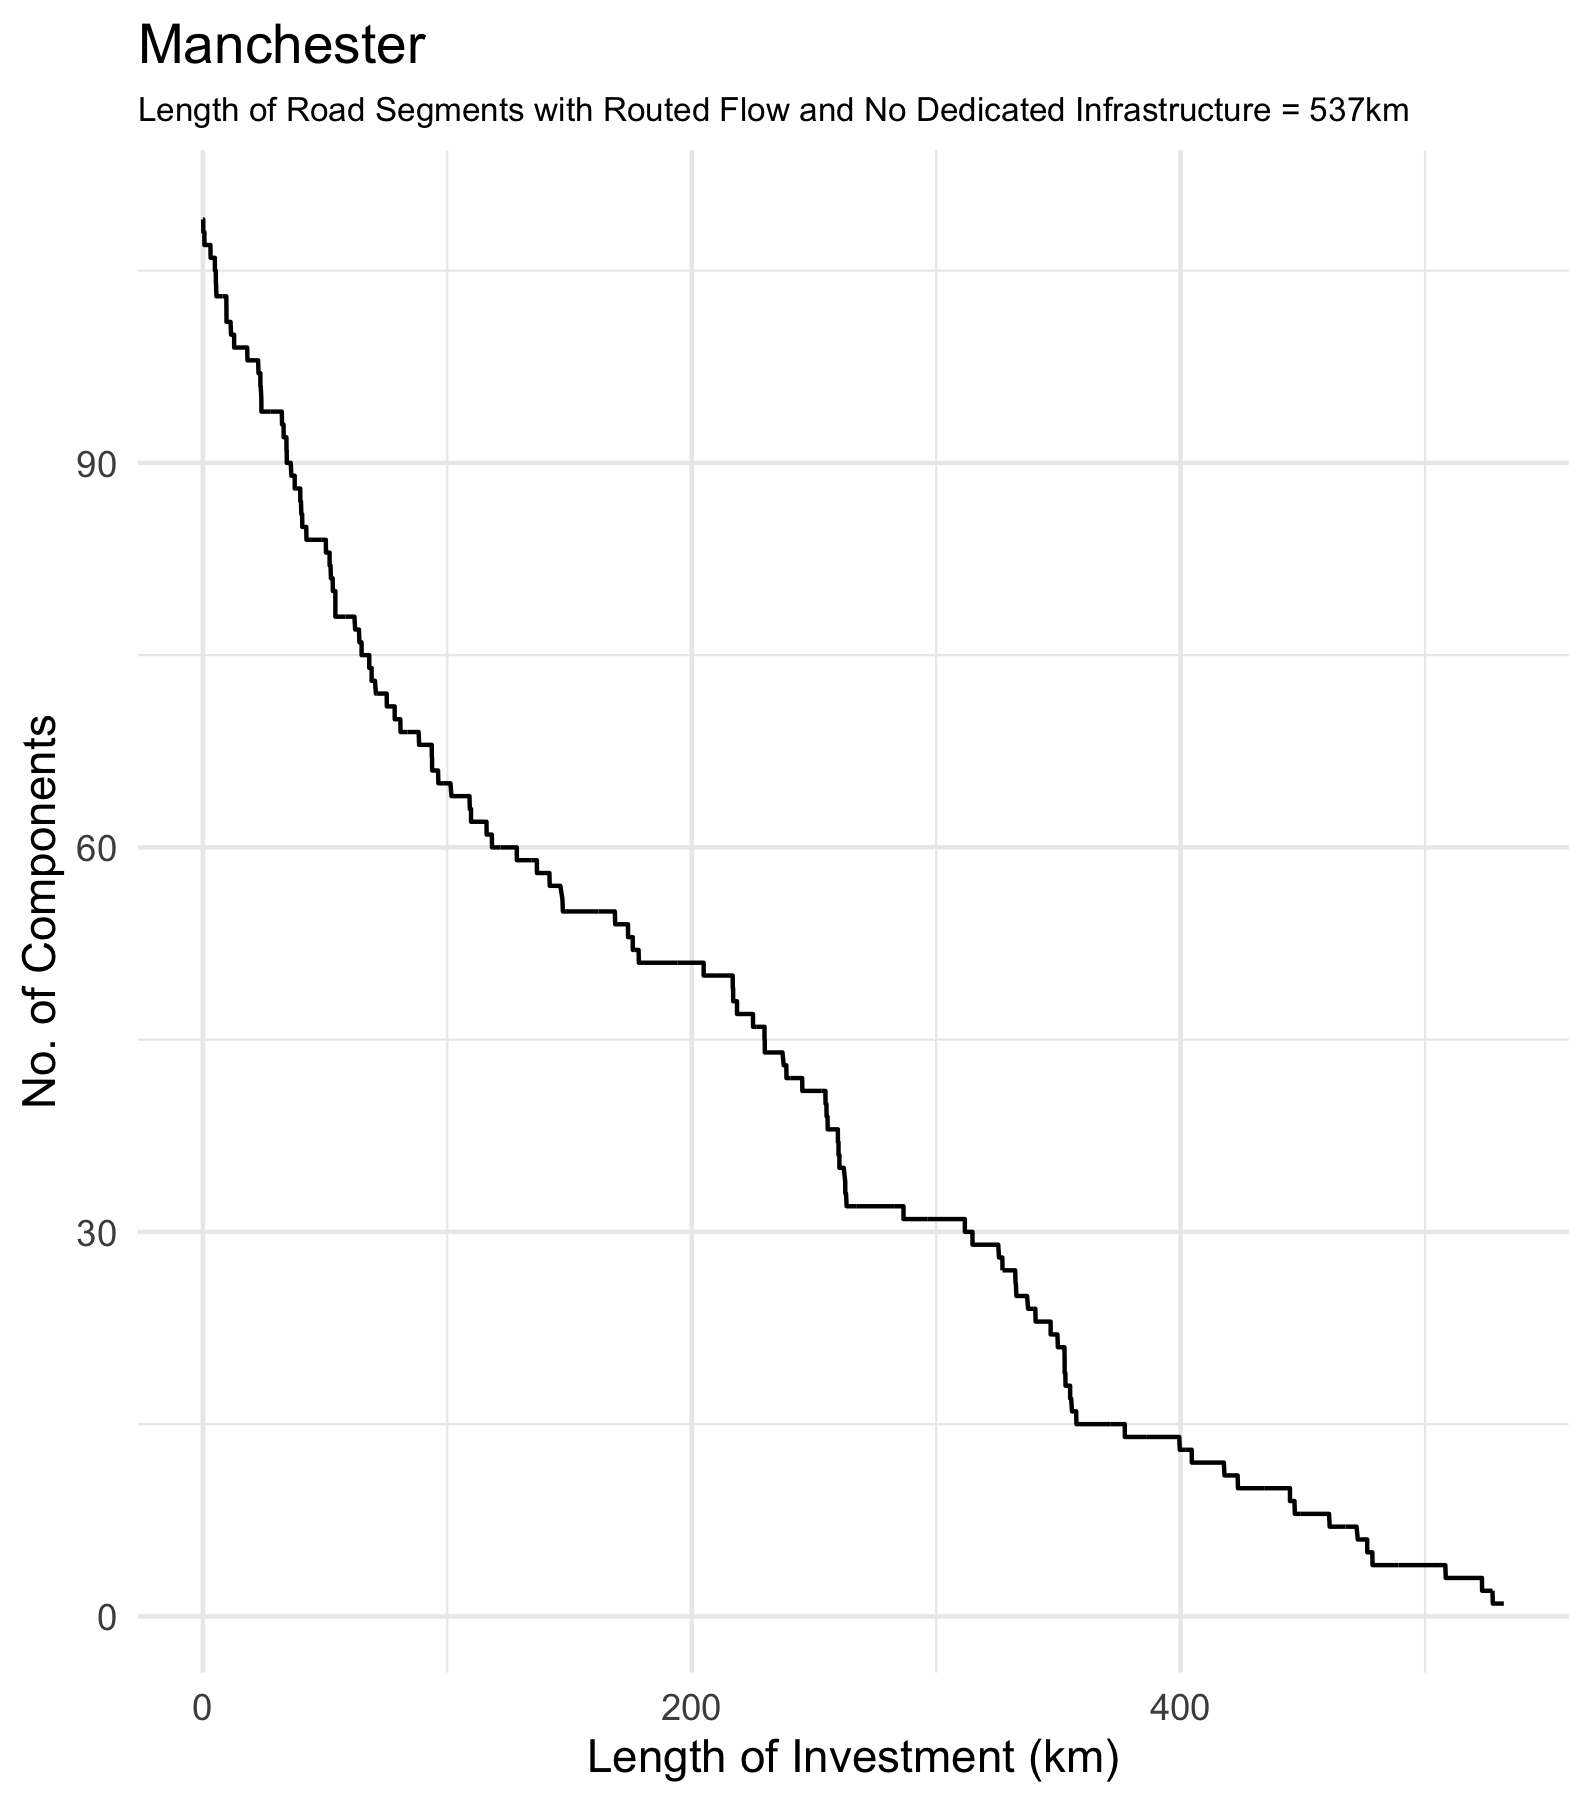 Manchester
Length of Road Segments with Routed Flow and No Dedicated Infrastructure = 537km
No. of Components
90
60
30
0
0 200 400
Length of Investment (km)